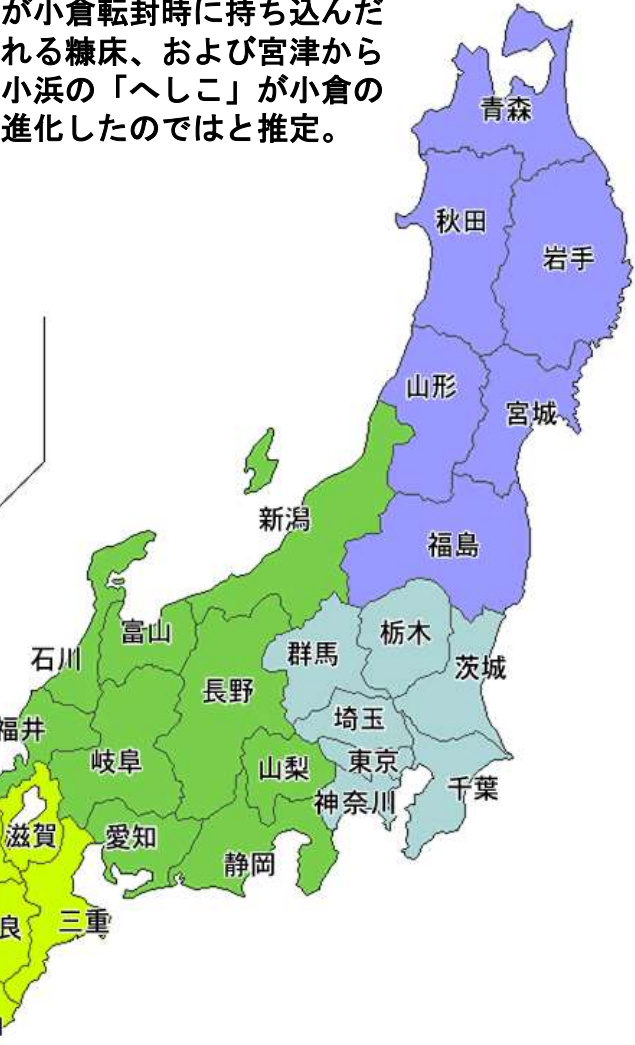 が小倉転封時に持ち込んだ
れる糠床、および宮津から
小浜の「へしこ」が小倉の
進化したのではと推定。
青森
秋田
岩手
山形
宮城
新潟
福島
富山
石川
群馬
栃木
茨城
長野
福井
埼玉
岐阜
山梨
東京
千葉
神奈川
滋賀
愛知
静岡
良
三重